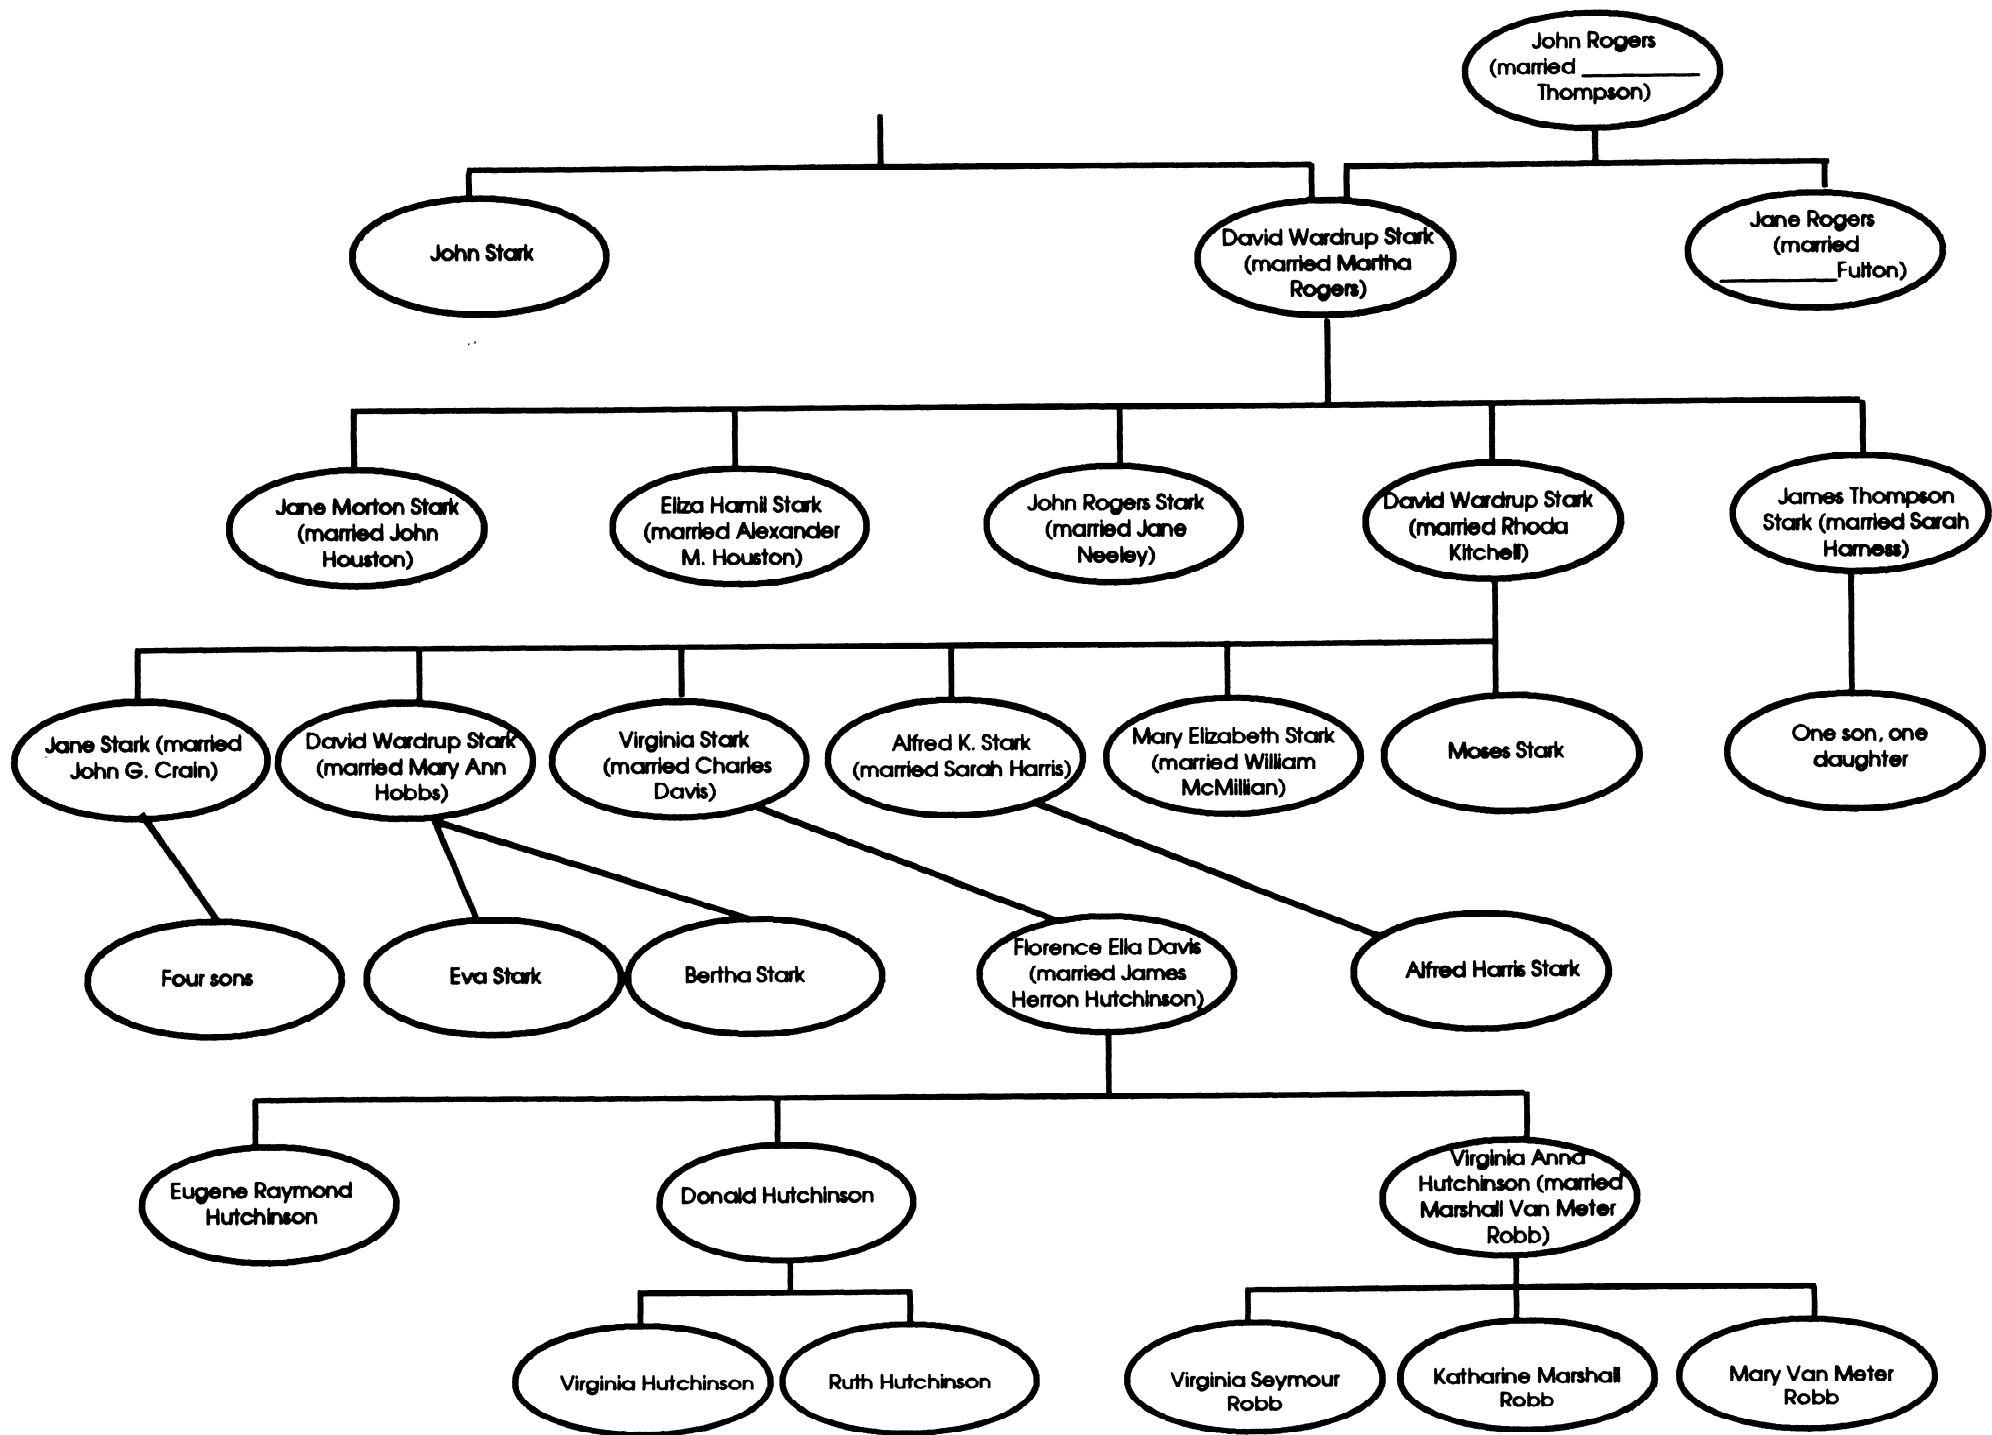 John Rogers
(married __________
Thompson)
John Stark
David Wardrup Stark
(married Martha
Rogers)
Jane Rogers
(married
__________Fulton)
Jane Morton Stark
(married John
Houston)
Eliza Hamil Stark
(married Alexander
M. Houston)
John Rogers Stark
(married Jane
Neeley)
David Wardrup Stark
(married Rhoda
Kitchell)
James Thompson
Stark (married Sarah
Harness)
Jane Stark (married
John G. Crain)
David Wardrup Stark
(married Mary Ann
Hobbs)
Virginia Stark
(married Charles
Davis)
Alfred K. Stark
(married Sarah Harris)
Mary Elizabeth Stark
(married William
McMillian)
Moses Stark
One son, one
daughter
Four sons
Eva Stark
Bertha Stark
Florence Ella Davis
(married James
Herron Hutchinson)
Alfred Harris Stark
Eugene Raymond
Hutchinson
Donald Hutchinson
Virginia Anna
Hutchinson (married
Marshall Van Meter
Robb)
Virginia Hutchinson
Ruth Hutchinson
Virginia Seymour
Robb
Katharine Marshall
Robb
Mary Van Meter
Robb